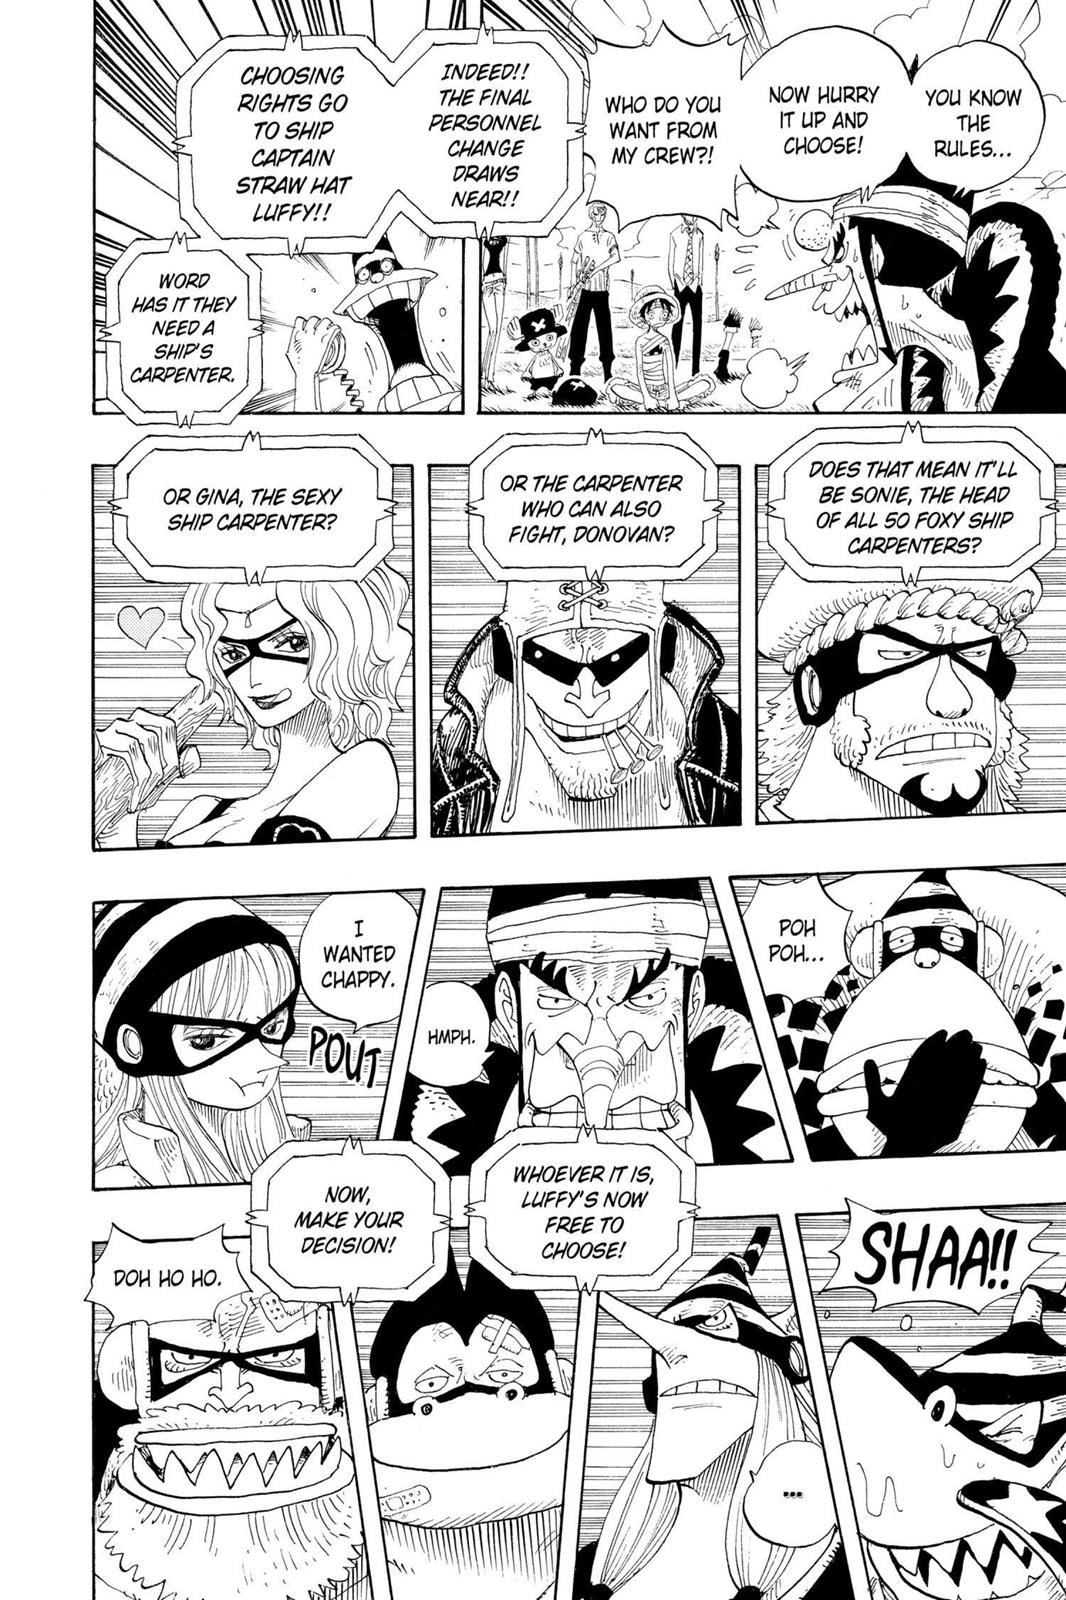 YOU KNOW
THE
RULES...
NOW HURRY
IT UP AND
CHOOSE!
WHO DO YOU
WANT FROM
MY CREW?!
INDEED!!
THE FINAL
PERSONNEL
CHANGE
DRAWS
NEAR!!
CHOOSING
RIGHTS GO
TO SHIP
CAPTAIN
STRAW HAT
LUFFY!!
WORD
HAS IT THEY
NEED A
SHIP'S
CARPENTER.
DOES THAT MEAN IT'LL
BE SONIE, THE HEAD
OF ALL 50 FOXY SHIP
CARPENTERS?
OR THE CARPENTER
WHO CAN ALSO
FIGHT, DONOVAN?
OR GINA, THE SEXY
SHIP CARPENTER?
POH
POH...
HMPH.
I
WANTED
CHAPPY.
POUT
WHOEVER IT IS,
LUFFY'S NOW
FREE TO
CHOOSE!
NOW,
MAKE YOUR
DECISION!
SHAA!!
...
DOH HO HO.